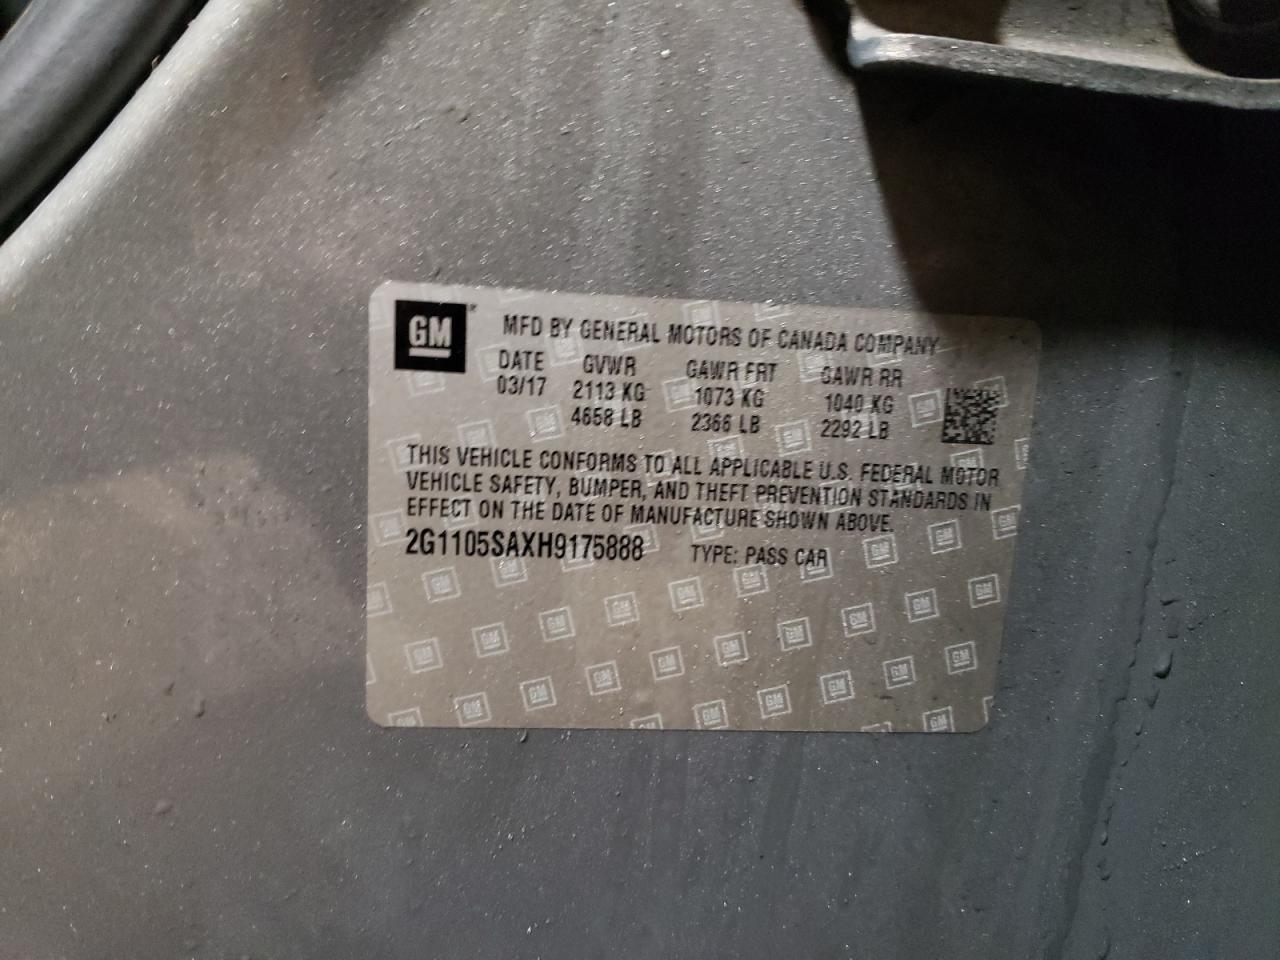 GM
MFD BY GENERAL MOTORS OF CANADA COMPANY
DATE GVWR GAWR FRT GAWR RR
03/17 2113 KG 1073 KG 1040 KG
4658 LB 2366 LB 2292 LB
THIS VEHICLE CONFORMS TO ALL APPLICABLE U.S. FEDERAL MOTOR
VEHICLE SAFETY, BUMPER, AND THEFT PREVENTION STANDARDS IN
EFFECT ON THE DATE OF MANUFACTURE SHOWN ABOVE.
2G1105SAXH9175888 TYPE: PASS CAR